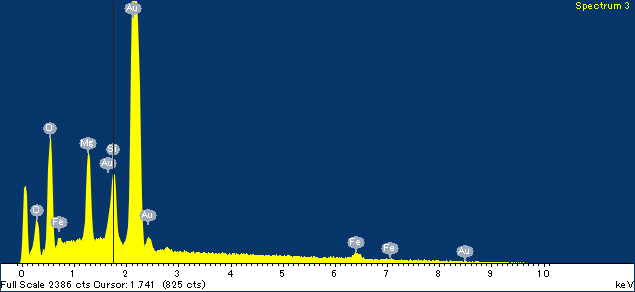 Spectrum 3
Au
O
Mg
Si
Au
O
Fe
Au
Fe
Fe
Au
0 1 2 3 4 5 6 7 8 9 10
Full Scale 2386 cts Cursor: 1.741 (825 cts) keV